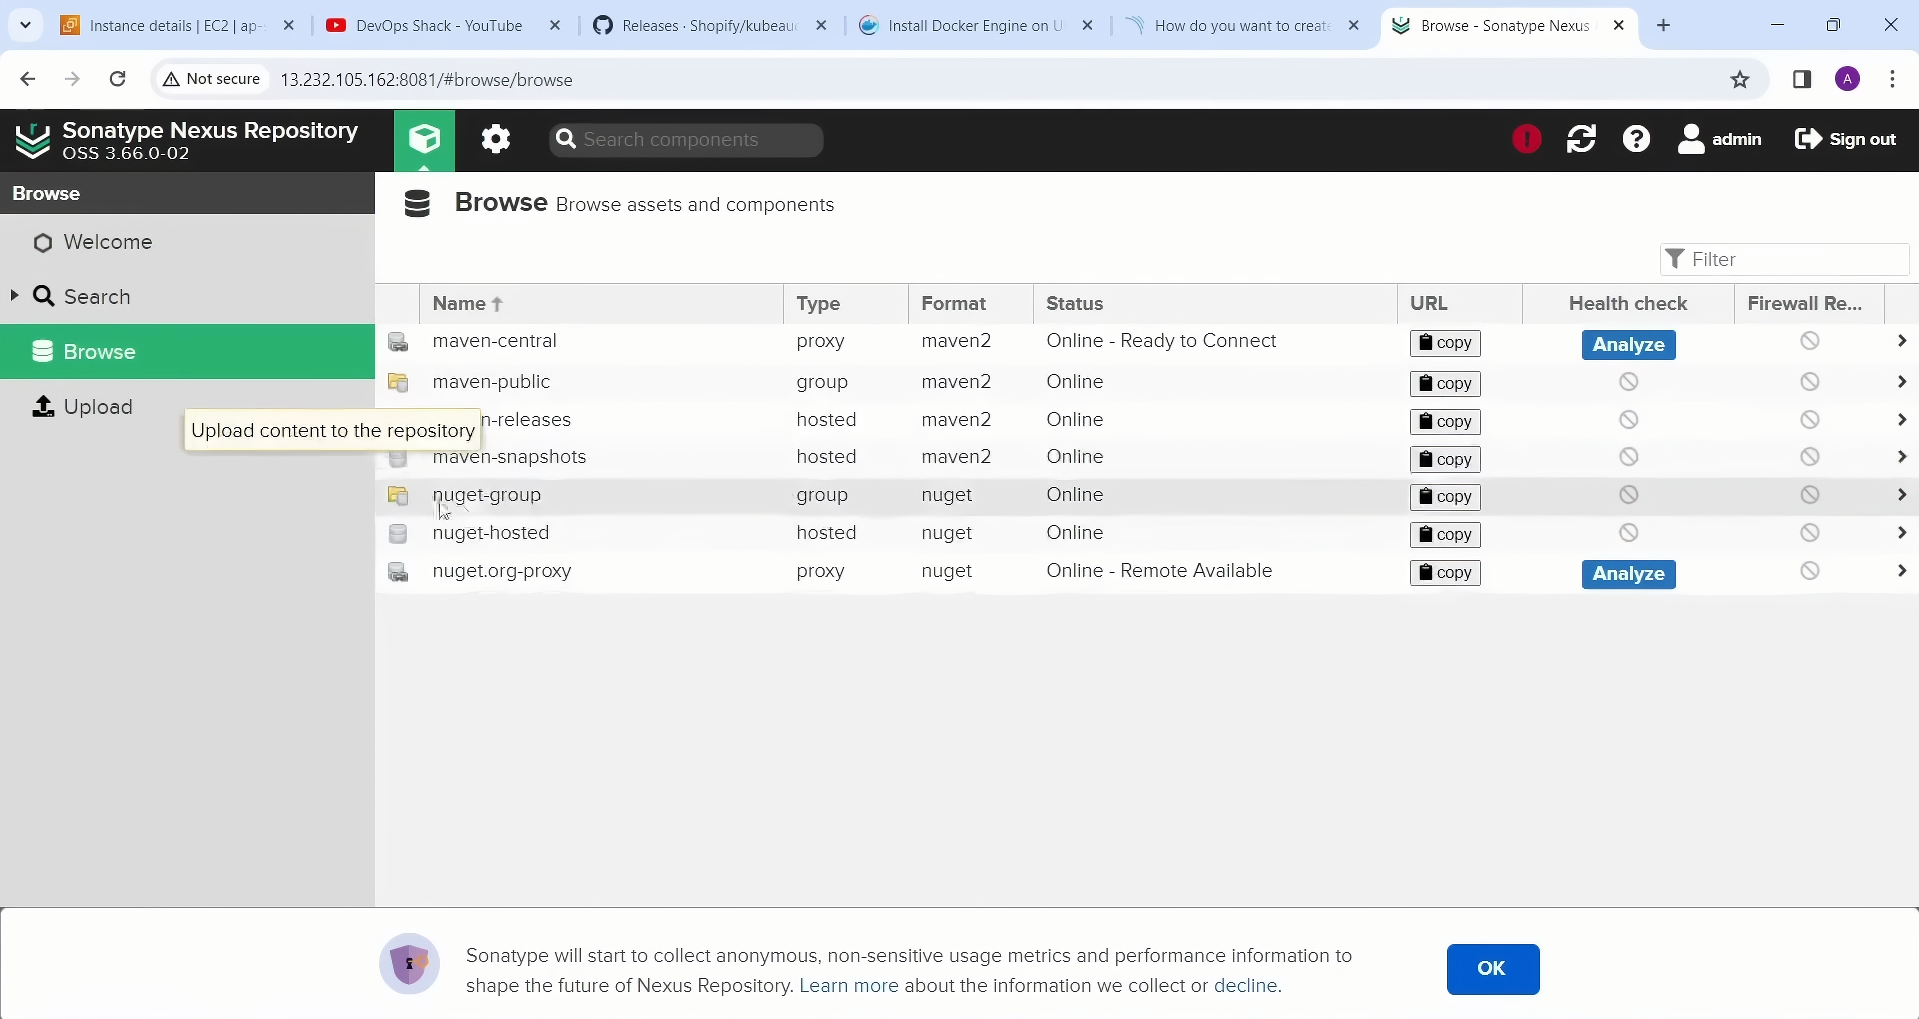 Instance details | EC2 | ap-
DevOps Shack - YouTube
Releases · Shopify/kubeau
Install Docker Engine on U
How do you want to create
Browse - Sonatype Nexus
Not secure
13.232.105.162:8081/#browse/browse
A
Sonatype Nexus Repository
OSS 3.66.0-02
Search components
admin
Sign out
Browse
Welcome
Search
Browse
Upload
Upload content to the repository
Browse Browse assets and components
Filter
Name Type Format Status URL Health check Firewall Re...
maven-central proxy maven2 Online - Ready to Connect copy Analyze
maven-public group maven2 Online copy
n-releases hosted maven2 Online copy
maven-snapshots hosted maven2 Online copy
nuget-group group nuget Online copy
nuget-hosted hosted nuget Online copy
nuget.org-proxy proxy nuget Online - Remote Available copy Analyze
Sonatype will start to collect anonymous, non-sensitive usage metrics and performance information to
shape the future of Nexus Repository. Learn more about the information we collect or decline.
OK